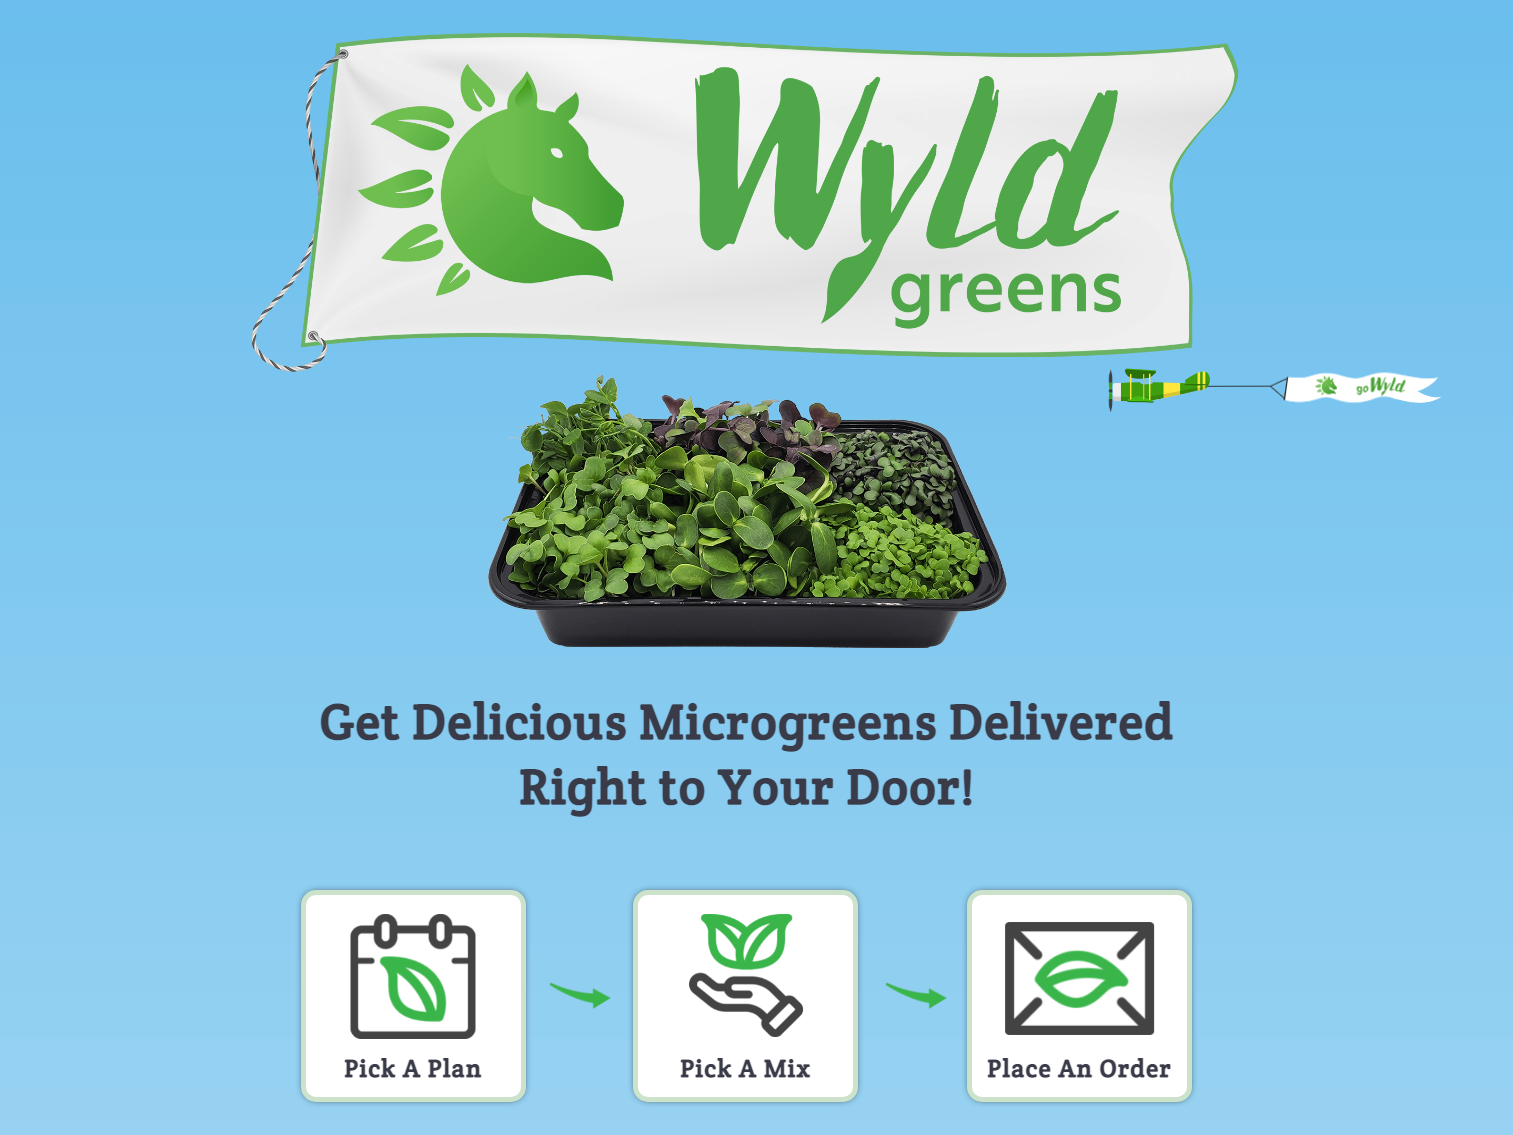 Wyld
greens
go Wyld
Get Delicious Microgreens Delivered
Right to Your Door!
Pick A Plan
Pick A Mix
Place An Order